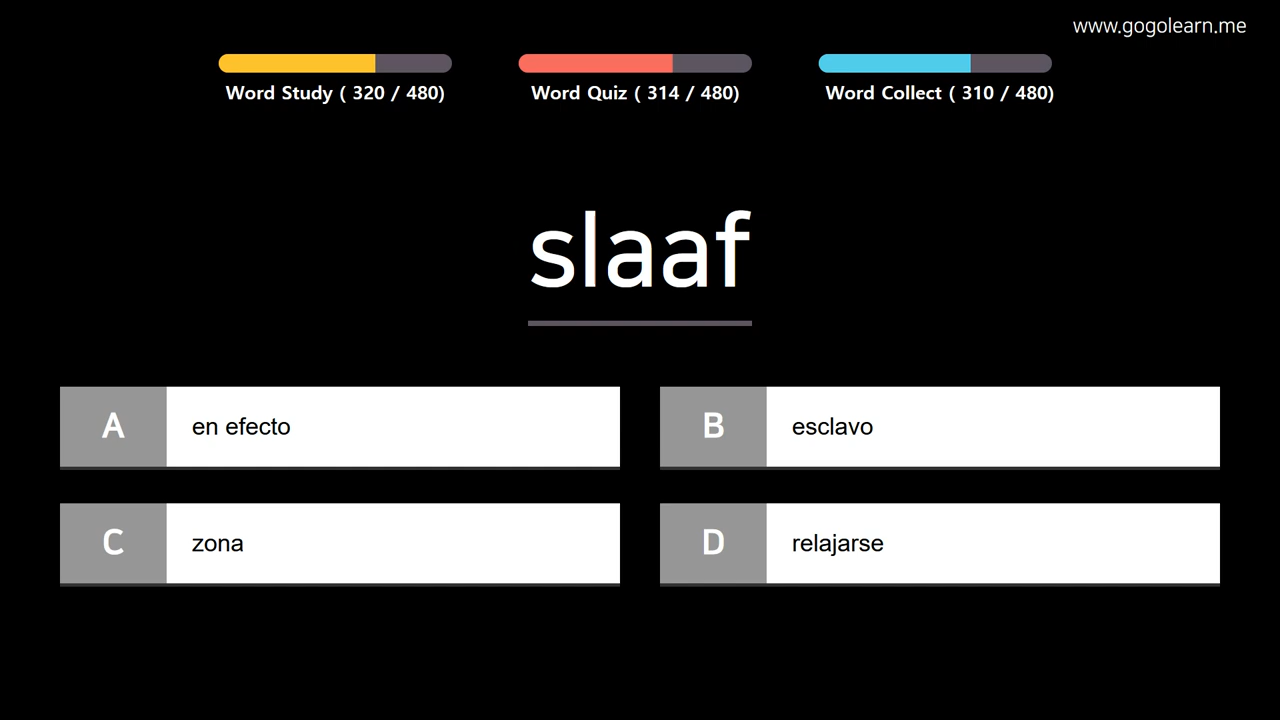 www.gogolearn.me
Word Study ( 320 / 480)
Word Quiz ( 314 / 480)
Word Collect ( 310 / 480)
slaaf
A en efecto
B esclavo
C zona
D relajarse